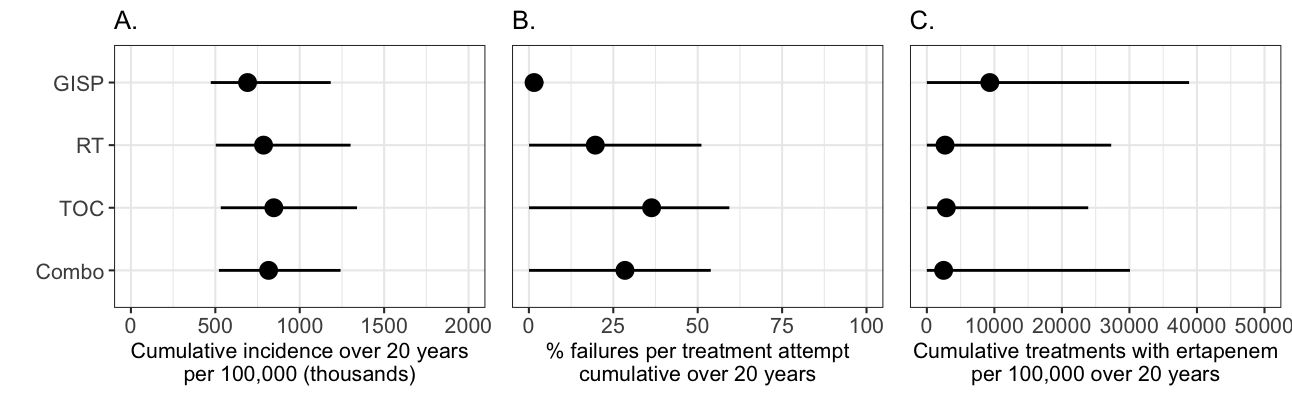 A.
B.
C.
GISP
RT
TOC
Combo
0 500 1000 1500 2000
0 25 50 75 100
0 10000 20000 30000 40000 50000
Cumulative incidence over 20 years
per 100,000 (thousands)
% failures per treatment attempt
cumulative over 20 years
Cumulative treatments with ertapenem
per 100,000 over 20 years